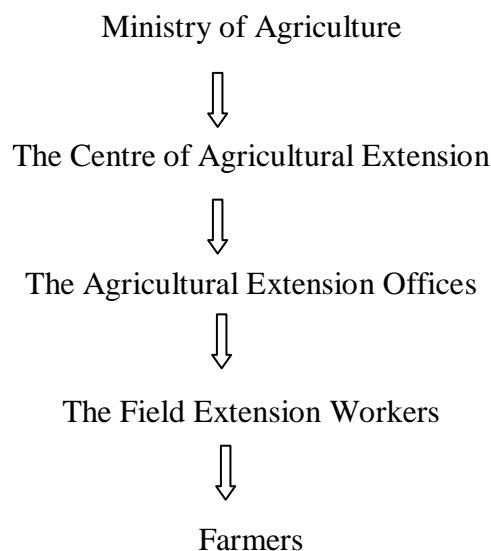 Ministry of Agriculture
The Centre of Agricultural Extension
The Agricultural Extension Offices
The Field Extension Workers
Farmers